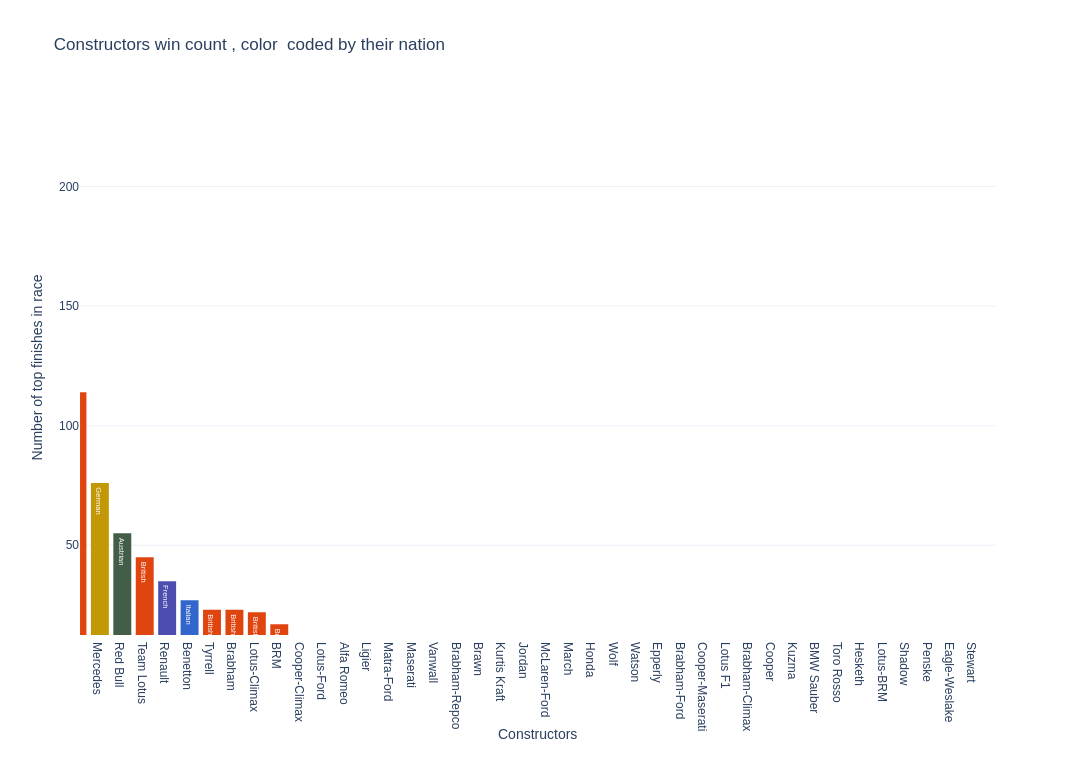 Constructors win count , color  coded by their nation
Number of top finishes in race
200
150
100
50
German
Austrian
British
French
Italian
British
British
British
Mercedes
Red Bull
Team Lotus
Renault
Benetton
Tyrrell
Brabham
Lotus-Climax
BRM
Cooper-Climax
Lotus-Ford
Alfa Romeo
Ligier
Matra-Ford
Maserati
Vanwall
Brabham-Repco
Brawn
Kurtis Kraft
Jordan
McLaren-Ford
March
Honda
Wolf
Watson
Epperly
Brabham-Ford
Cooper-Maserati
Lotus F1
Brabham-Climax
Cooper
Kuzma
BMW Sauber
Toro Rosso
Hesketh
Lotus-BRM
Shadow
Penske
Eagle-Weslake
Stewart
Constructors